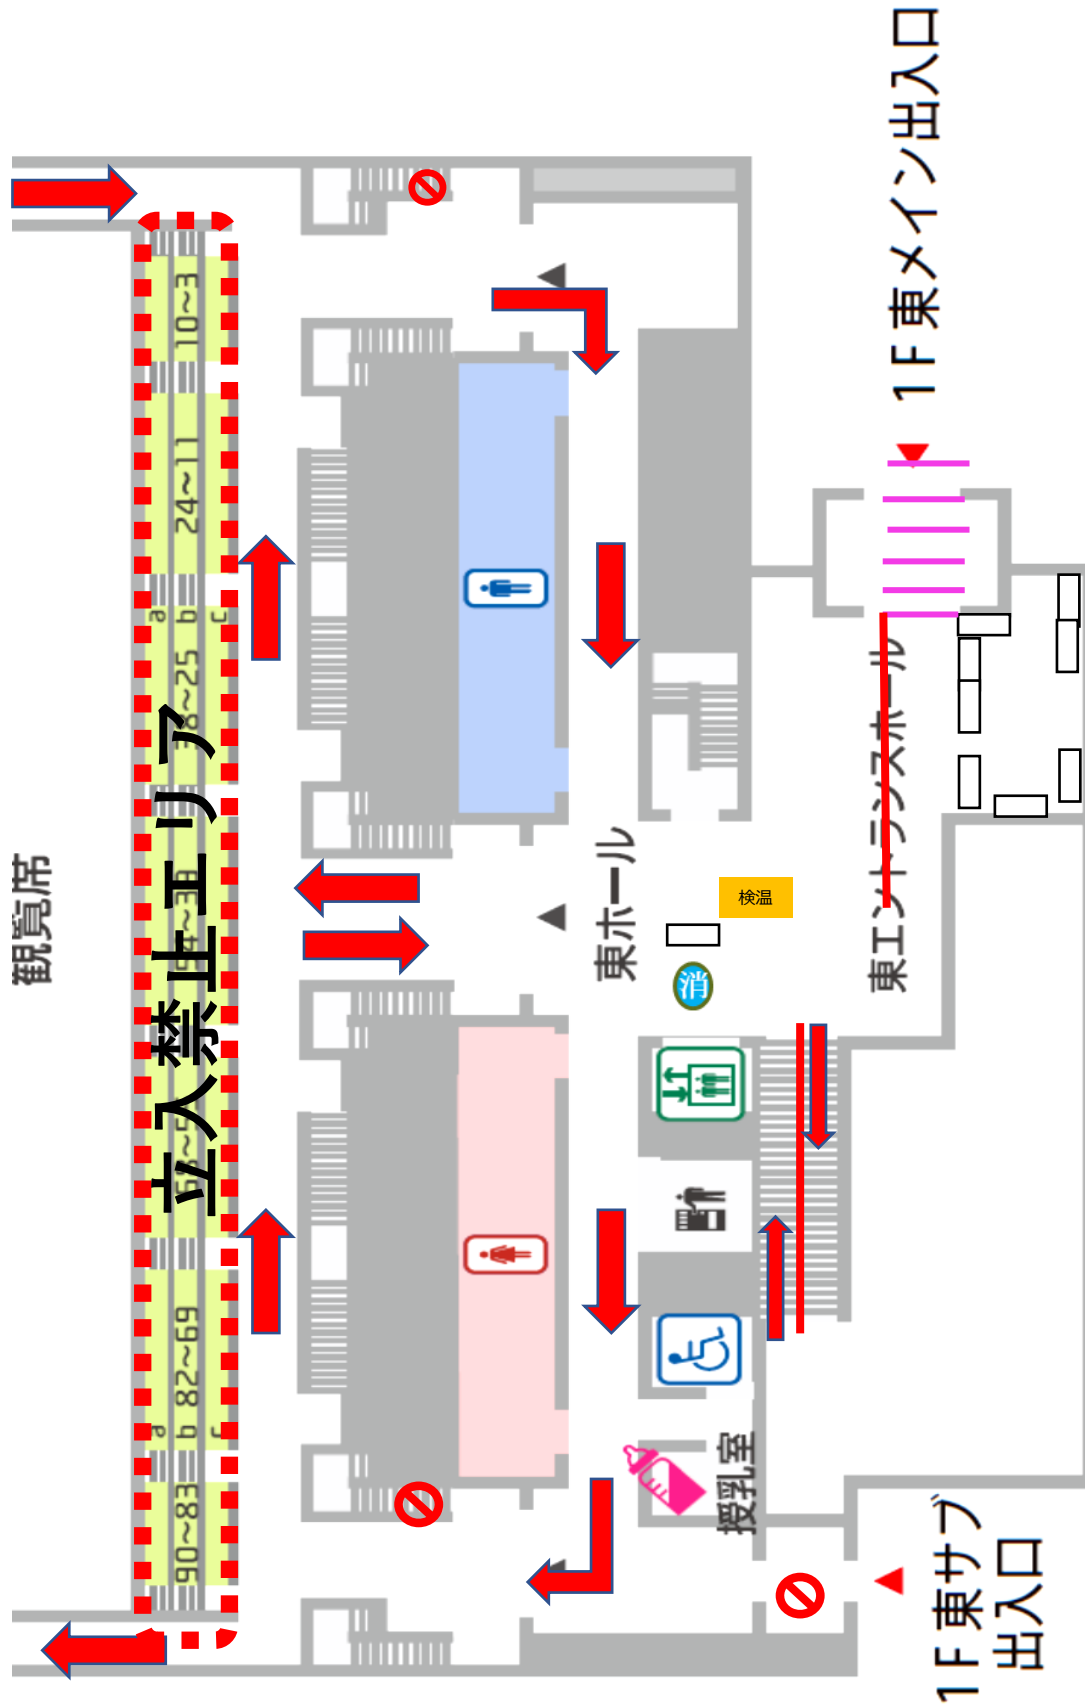 観覧席
立入禁止エリア
90～83
82～69
a
b
c
38～25
a
b
c
24～11
10～3
東ホール
消
検温
授乳室
東エントランスホール
1F東サブ
出入口
1F東メイン出入口